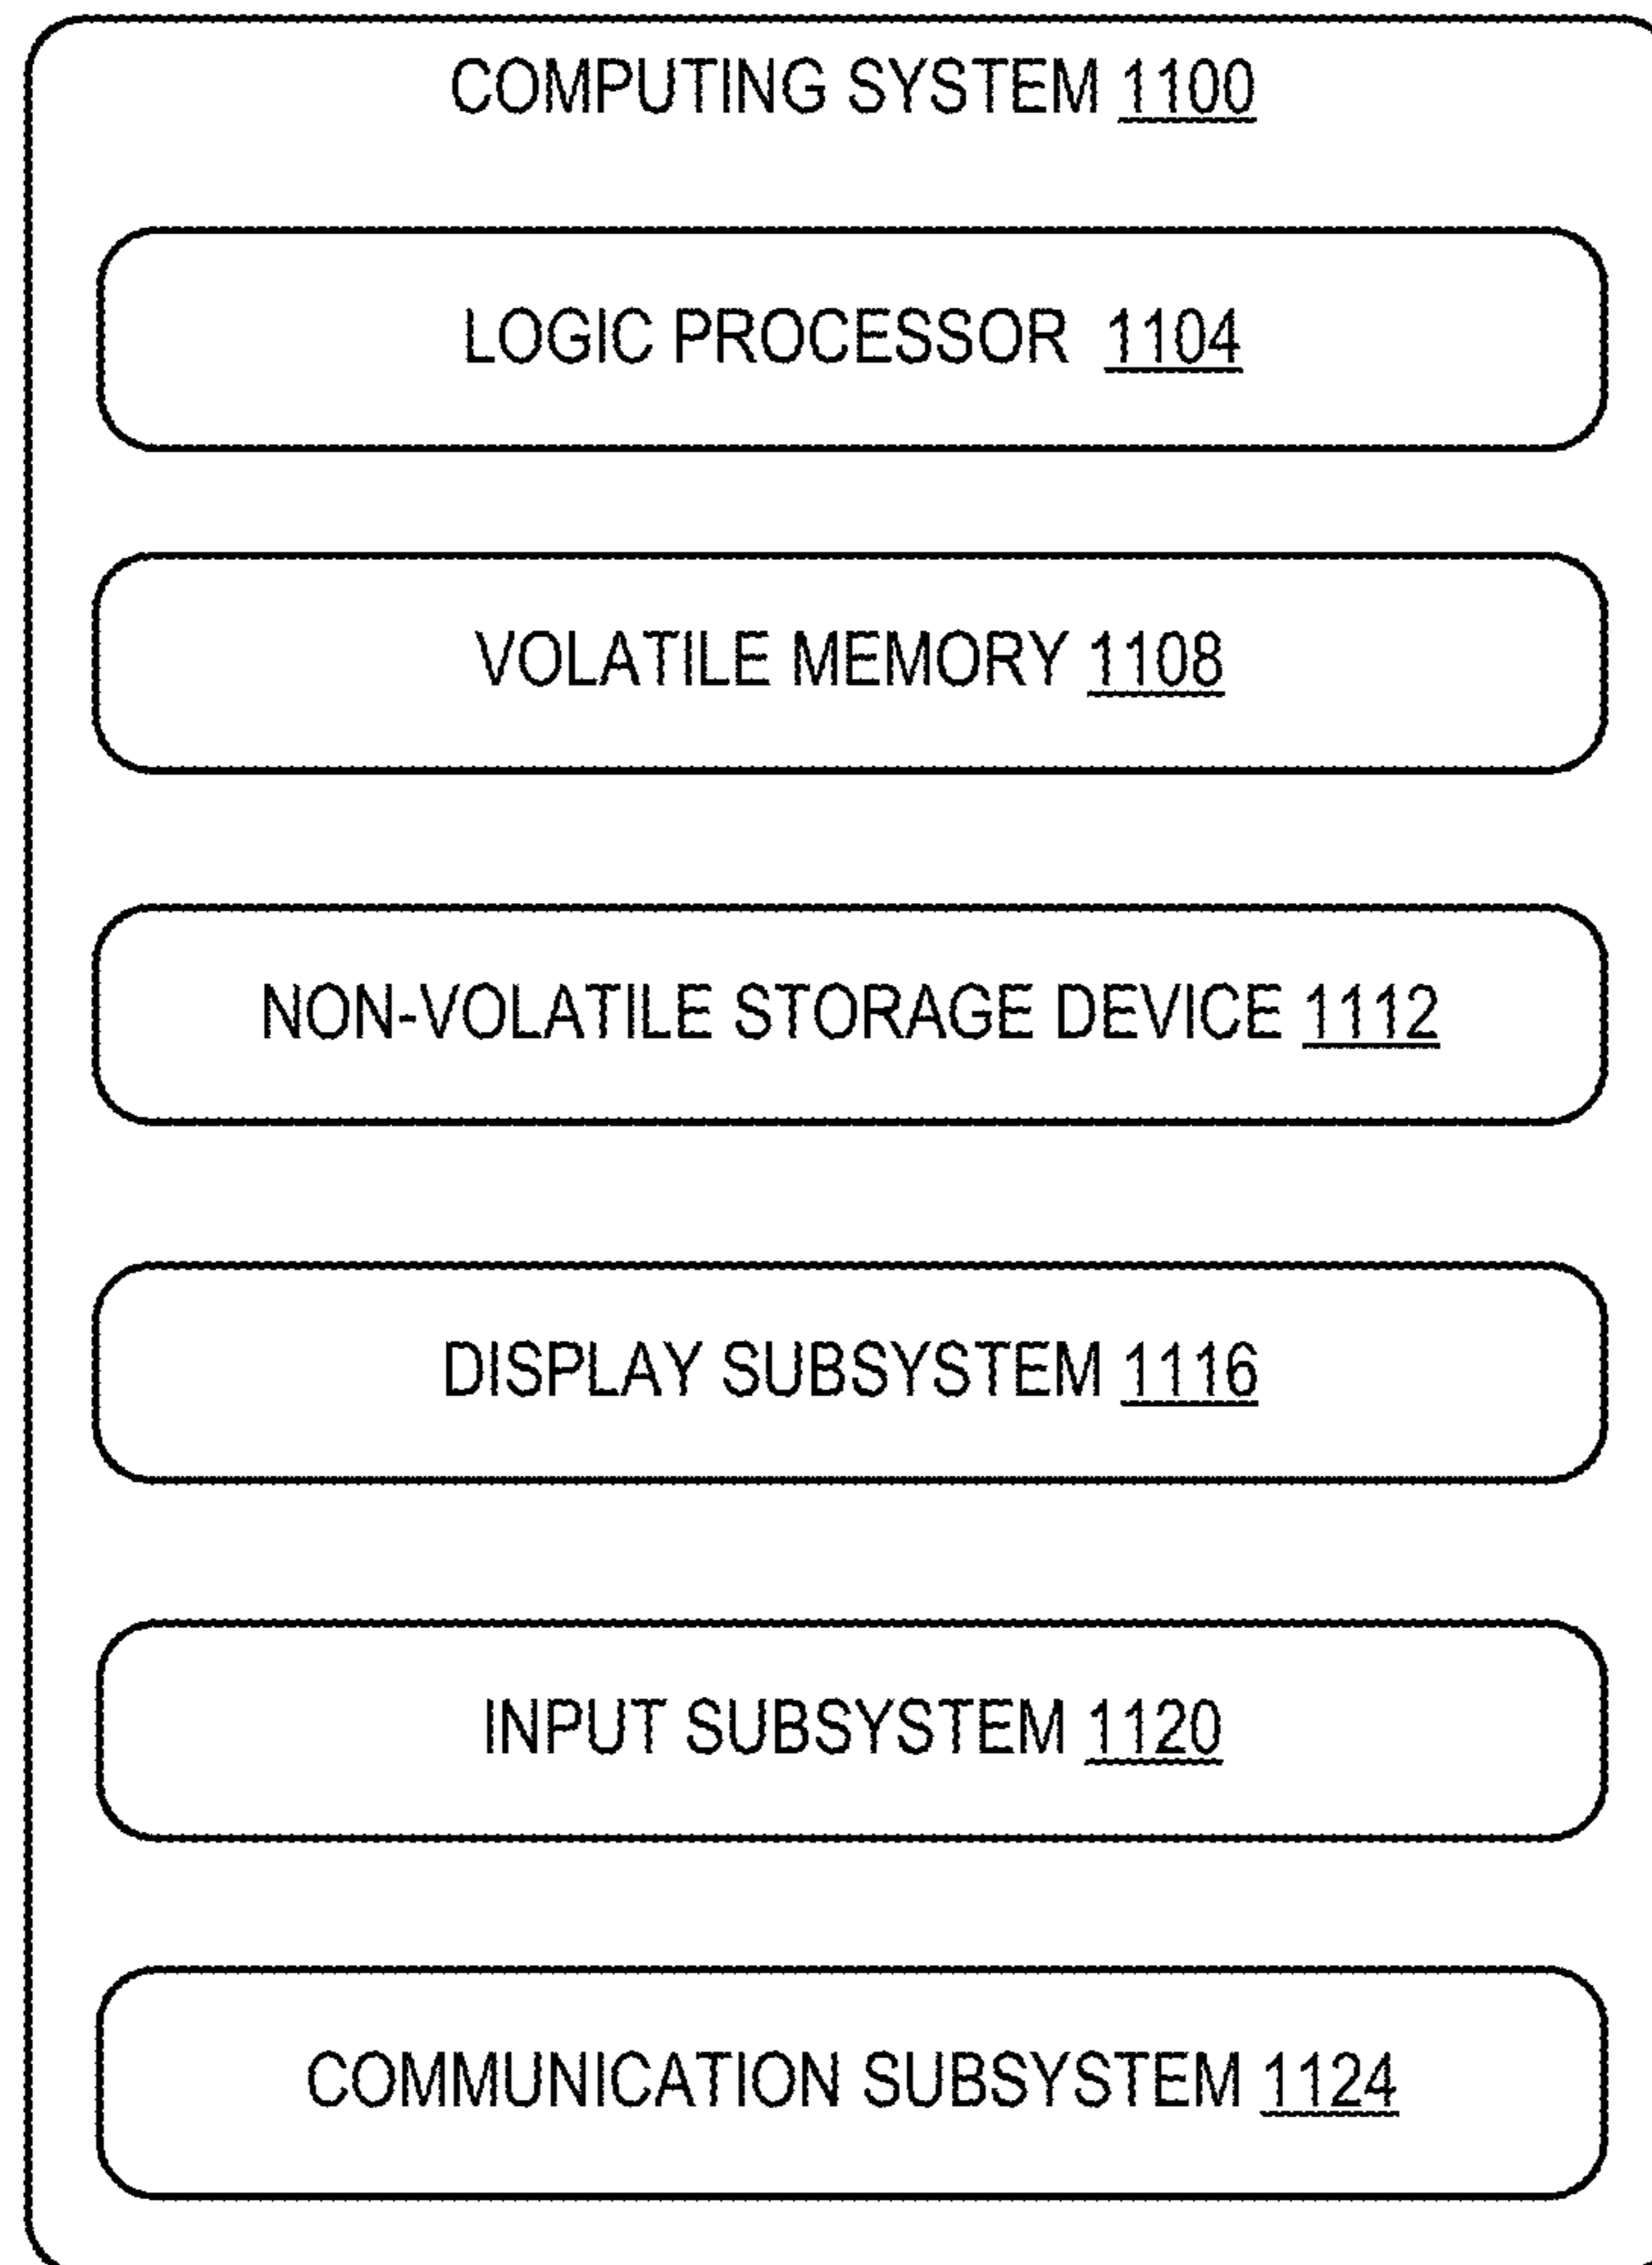 COMPUTING SYSTEM 1100
LOGIC PROCESSOR 1104
VOLATILE MEMORY 1108
NON-VOLATILE STORAGE DEVICE 1112
DISPLAY SUBSYSTEM 1116
INPUT SUBSYSTEM 1120
COMMUNICATION SUBSYSTEM 1124